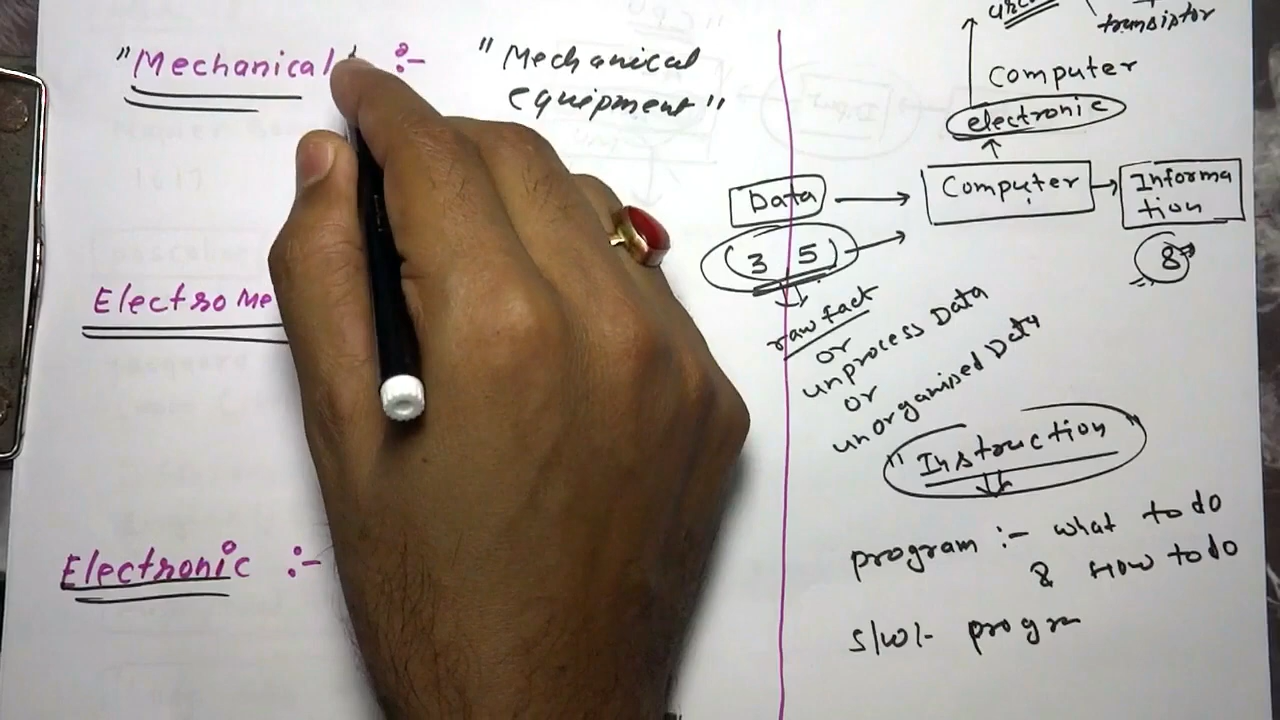 "Mechanical :-
"Mechanical
equipment"
Electrome
Electronic :-
transistor
Computer
electronic
Data
Computer
Informa
tion
(3 5)
8
raw fact
or
unprocess Data
or
unorganised Data
"Instruction"
program :- what to do
& How to do
s/w:- progra